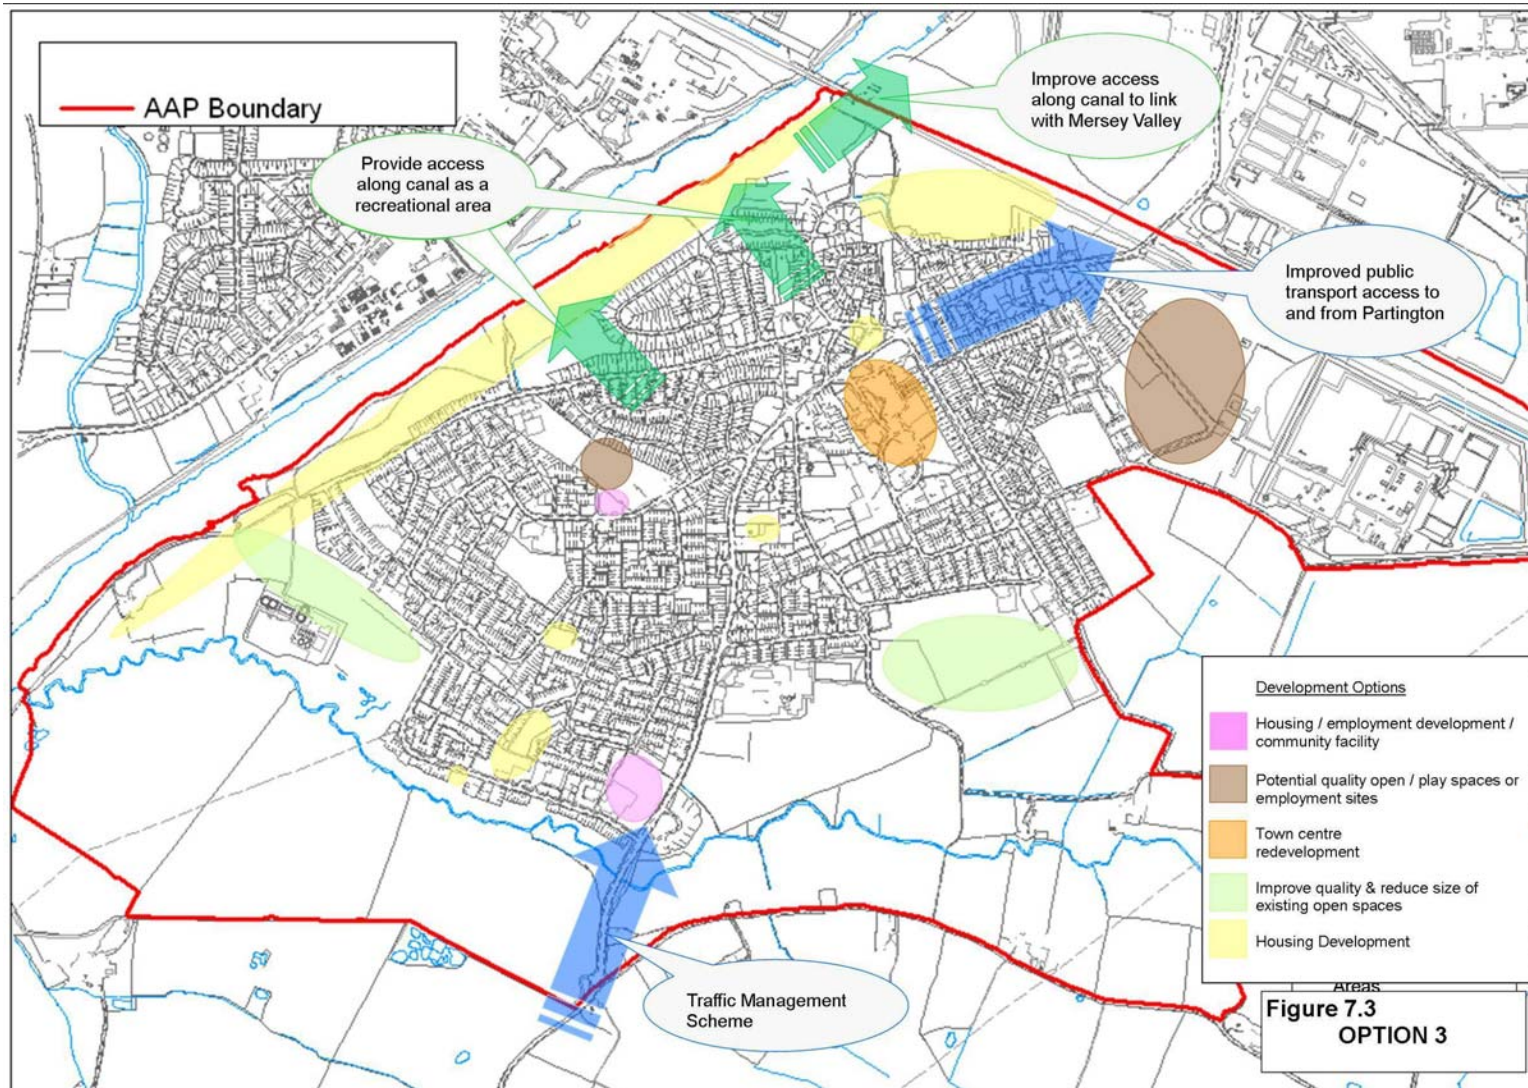 AAP Boundary
Improve access
along canal to link
with Mersey Valley
Provide access
along canal as a
recreational area
Improved public
transport access to
and from Partington
Traffic Management
Scheme
Development Options
Housing / employment development /
community facility
Potential quality open / play spaces or
employment sites
Town centre
redevelopment
Improve quality & reduce size of
existing open spaces
Housing Development
Areas
Figure 7.3
OPTION 3